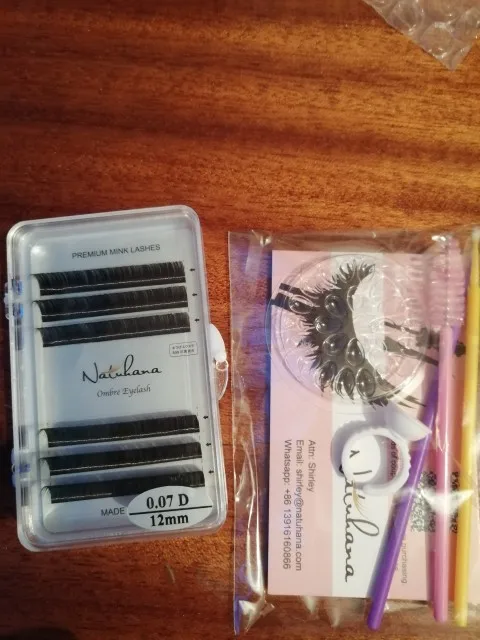 PREMIUM MINK LASHES
Natuhana
Ombre Eyelash
MADE
0.07 D
12mm
Attn: Shirley
Email: shirley@natuhana.com
Whatsapp: +86 13916160866
Natuhana